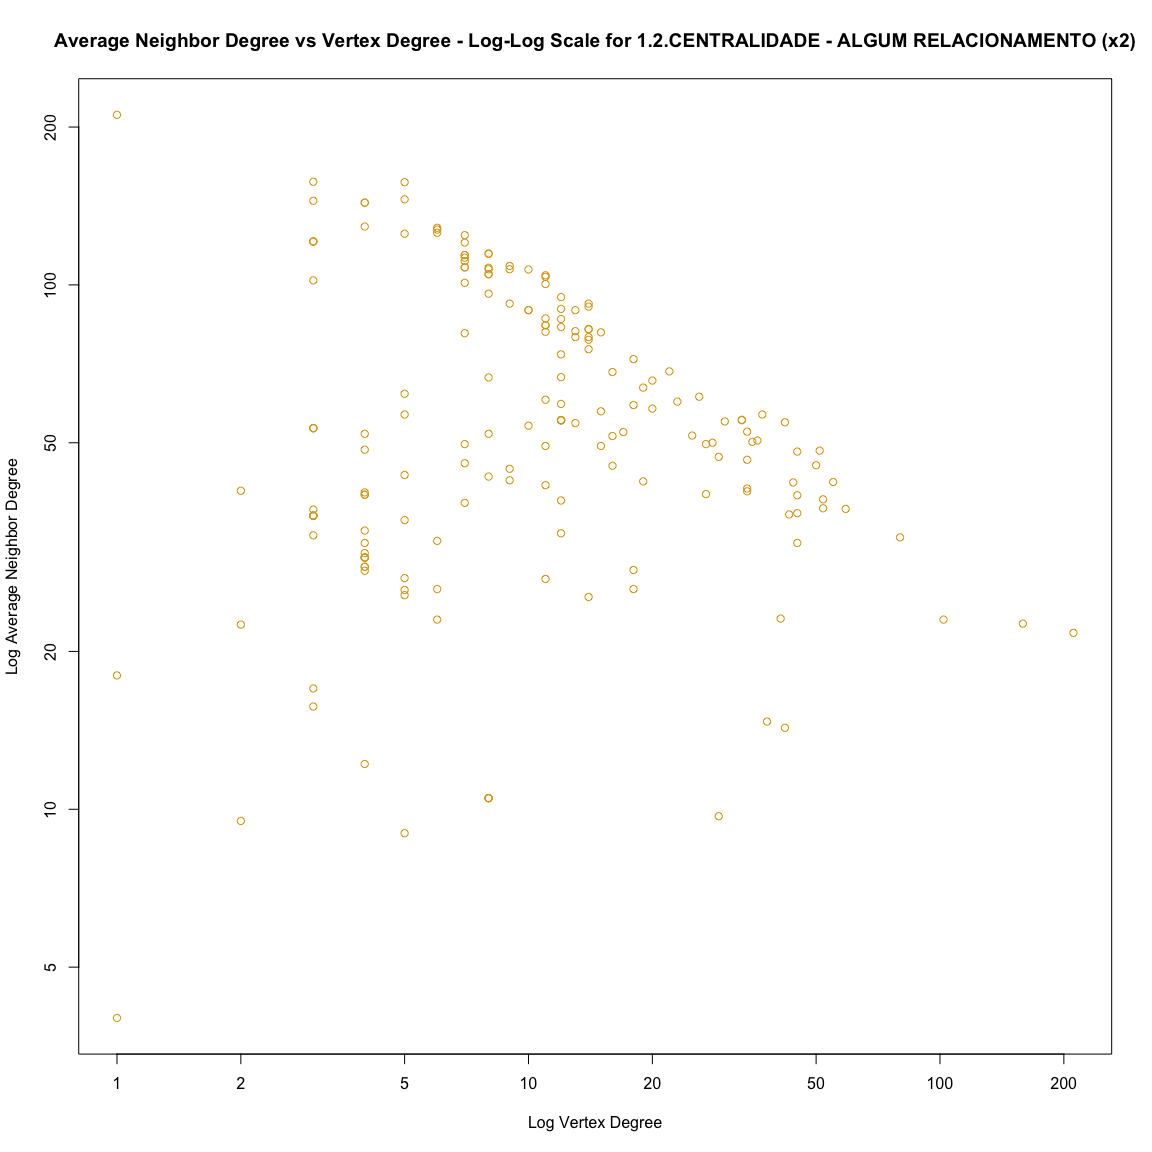 Average Neighbor Degree vs Vertex Degree - Log-Log Scale for 1.2.CENTRALIDADE - ALGUM RELACIONAMENTO (x2)
Log Average Neighbor Degree
200
100
50
20
10
5
1 2 5 10 20 50 100 200
Log Vertex Degree